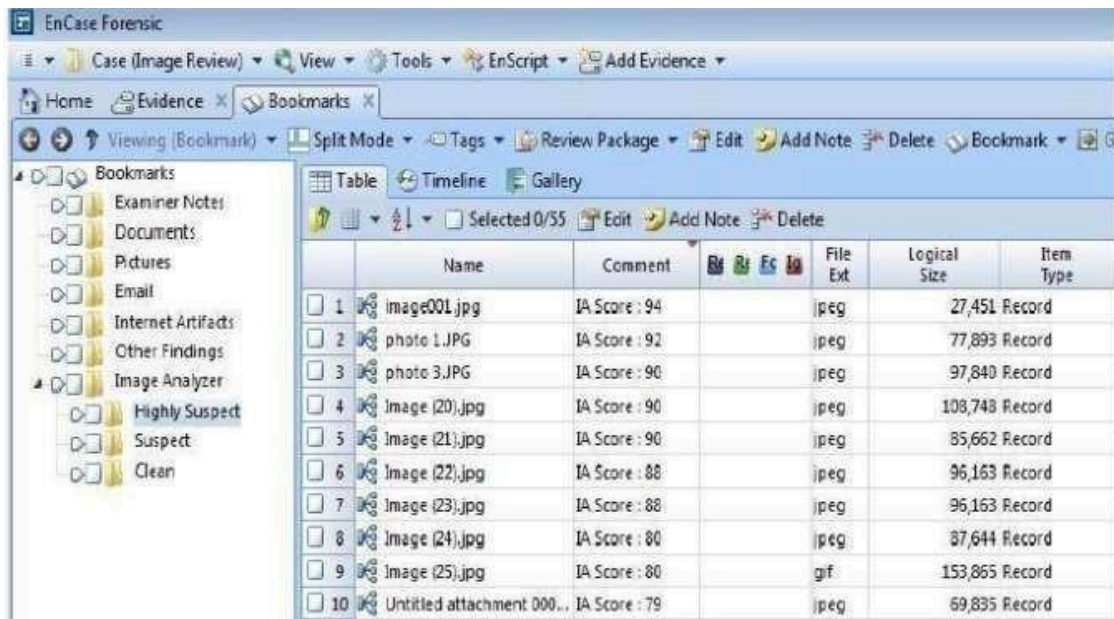 EnCase Forensic
Case (Image Review) View Tools EnScript Add Evidence
Home Evidence Bookmarks
Viewing (Bookmark) Split Mode Tags Review Package Edit Add Note Delete Bookmark
Bookmarks
Examiner Notes
Documents
Pictures
Email
Internet Artifacts
Other Findings
Image Analyzer
Highly Suspect
Suspect
Clean
Table Timeline Gallery
Selected 0/55 Edit Add Note Delete
Name Comment File Ext Logical Size Item Type
1 image001.jpg IA Score : 94 jpeg 27,451 Record
2 photo 1.JPG IA Score : 92 jpeg 77,893 Record
3 photo 3.JPG IA Score : 90 jpeg 97,840 Record
4 Image (20).jpg IA Score : 90 jpeg 108,748 Record
5 Image (21).jpg IA Score : 90 jpeg 85,662 Record
6 Image (22).jpg IA Score : 88 jpeg 96,163 Record
7 Image (23).jpg IA Score : 88 jpeg 96,163 Record
8 Image (24).jpg IA Score : 80 jpeg 87,644 Record
9 Image (25).jpg IA Score : 80 gif 153,865 Record
10 Untitled attachment 000... IA Score : 79 jpeg 69,835 Record